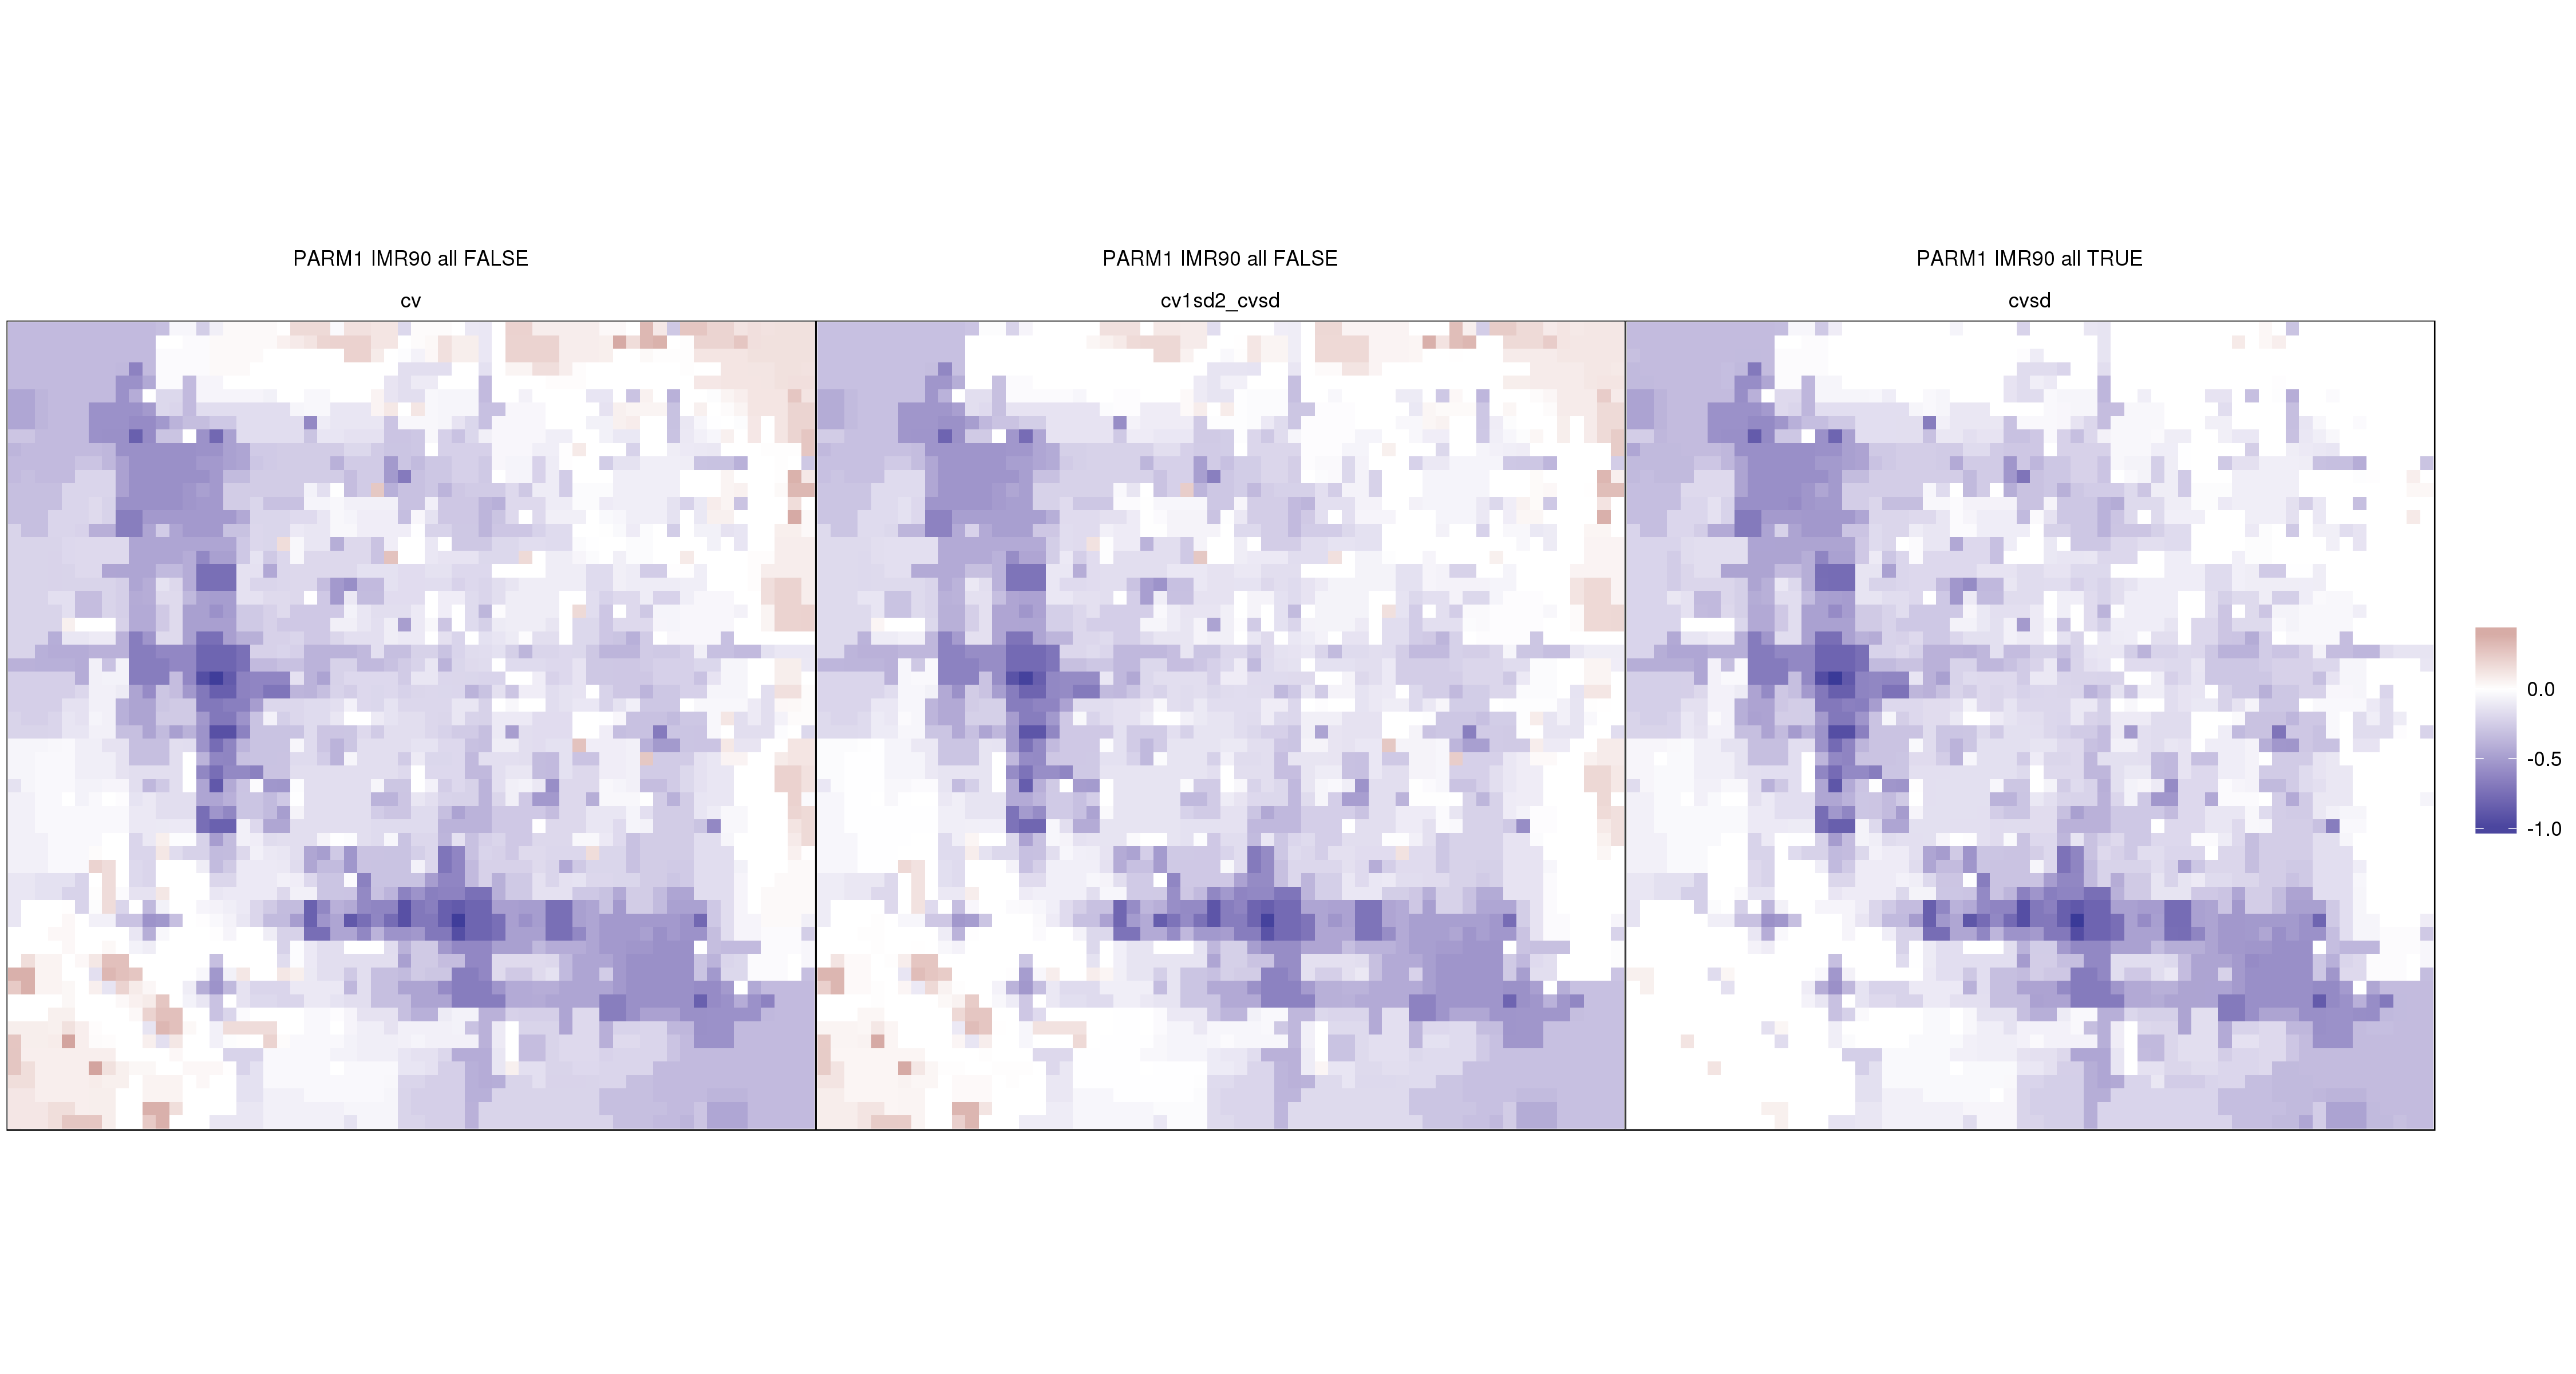 PARM1 IMR90 all FALSE
cv
PARM1 IMR90 all FALSE
cv1sd2_cvsd
PARM1 IMR90 all TRUE
cvsd
0.0
-0.5
-1.0